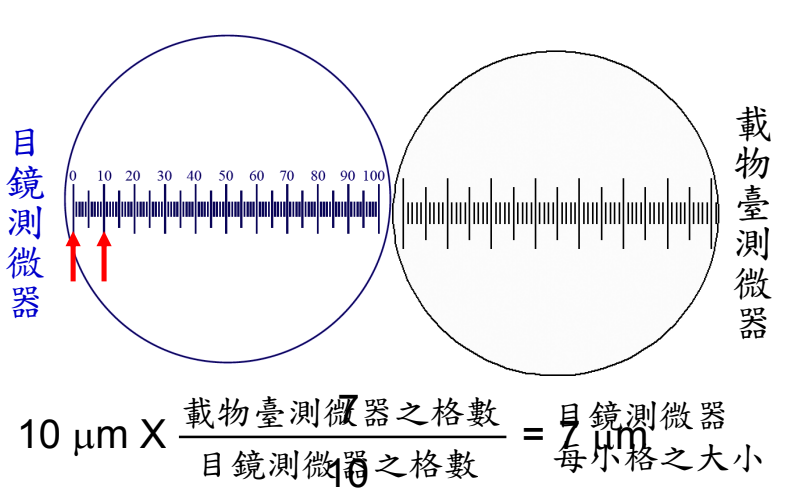 目鏡測微器
0 10 20 30 40 50 60 70 80 90 100
載物臺測微器
10 μm X 載物臺測微器之格數 = 目鏡測微器
目鏡測微器之格數 每小格之大小
7
10
7 μm